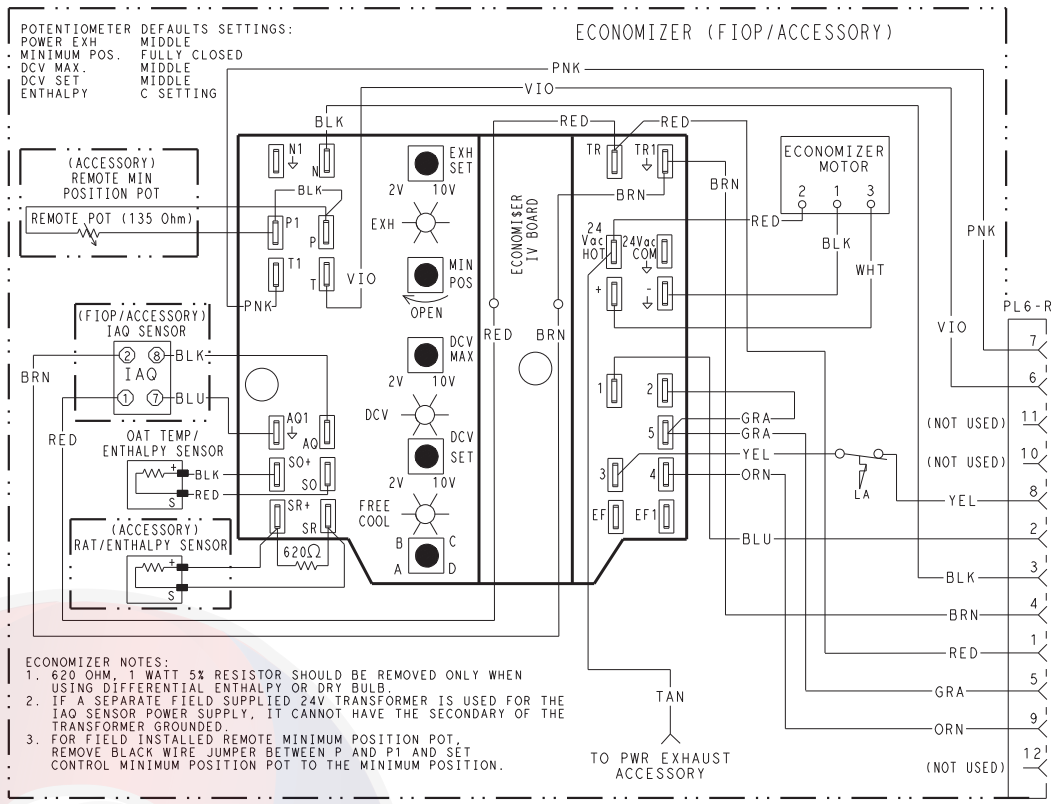 POTENTIOMETER DEFAULTS SETTINGS:
POWER EXH MIDDLE
MINIMUM POS. FULLY CLOSED
DCV MAX. MIDDLE
DCV SET MIDDLE
ENTHALPY C SETTING
ECONOMIZER (FIOP/ACCESSORY)
PNK
VIO
BLK
RED
RED
N1
N
EXH
SET
2V 10V
TR
TR1
BRN
BRN
ECONOMIZER
MOTOR
2 1 3
(ACCESSORY)
REMOTE MIN
POSITION POT
REMOTE POT (135 Ohm)
BLK
P1
P
EXH
ECONOMI$ER
IV BOARD
24
Vac
HOT
24Vac
COM
RED
BLK
WHT
PNK
T1
T
VIO
MIN
POS
OPEN
+
-
PNK
RED
BRN
VIO
PL6-R
7
(FIOP/ACCESSORY)
IAQ SENSOR
2 8
IAQ
1 7
BLK
BLU
BRN
RED
DCV
MAX
2V 10V
6
1
2
AQ1
AQ
DCV
5
GRA
GRA
(NOT USED)
11
OAT TEMP/
ENTHALPY SENSOR
+
S
BLK
RED
SO+
SO
DCV
SET
2V 10V
3
4
YEL
ORN
LA
(NOT USED)
10
YEL
8
(ACCESSORY)
RAT/ENTHALPY SENSOR
+
S
SR+
SR
620Ω
FREE
COOL
B C
A D
EF
EF1
BLU
2
BLK
3
BRN
4
RED
1
GRA
5
ORN
9
(NOT USED)
12
TAN
TO PWR EXHAUST
ACCESSORY
ECONOMIZER NOTES:
1. 620 OHM, 1 WATT 5% RESISTOR SHOULD BE REMOVED ONLY WHEN
USING DIFFERENTIAL ENTHALPY OR DRY BULB.
2. IF A SEPARATE FIELD SUPPLIED 24V TRANSFORMER IS USED FOR THE
IAQ SENSOR POWER SUPPLY, IT CANNOT HAVE THE SECONDARY OF THE
TRANSFORMER GROUNDED.
3. FOR FIELD INSTALLED REMOTE MINIMUM POSITION POT,
REMOVE BLACK WIRE JUMPER BETWEEN P AND P1 AND SET
CONTROL MINIMUM POSITION POT TO THE MINIMUM POSITION.